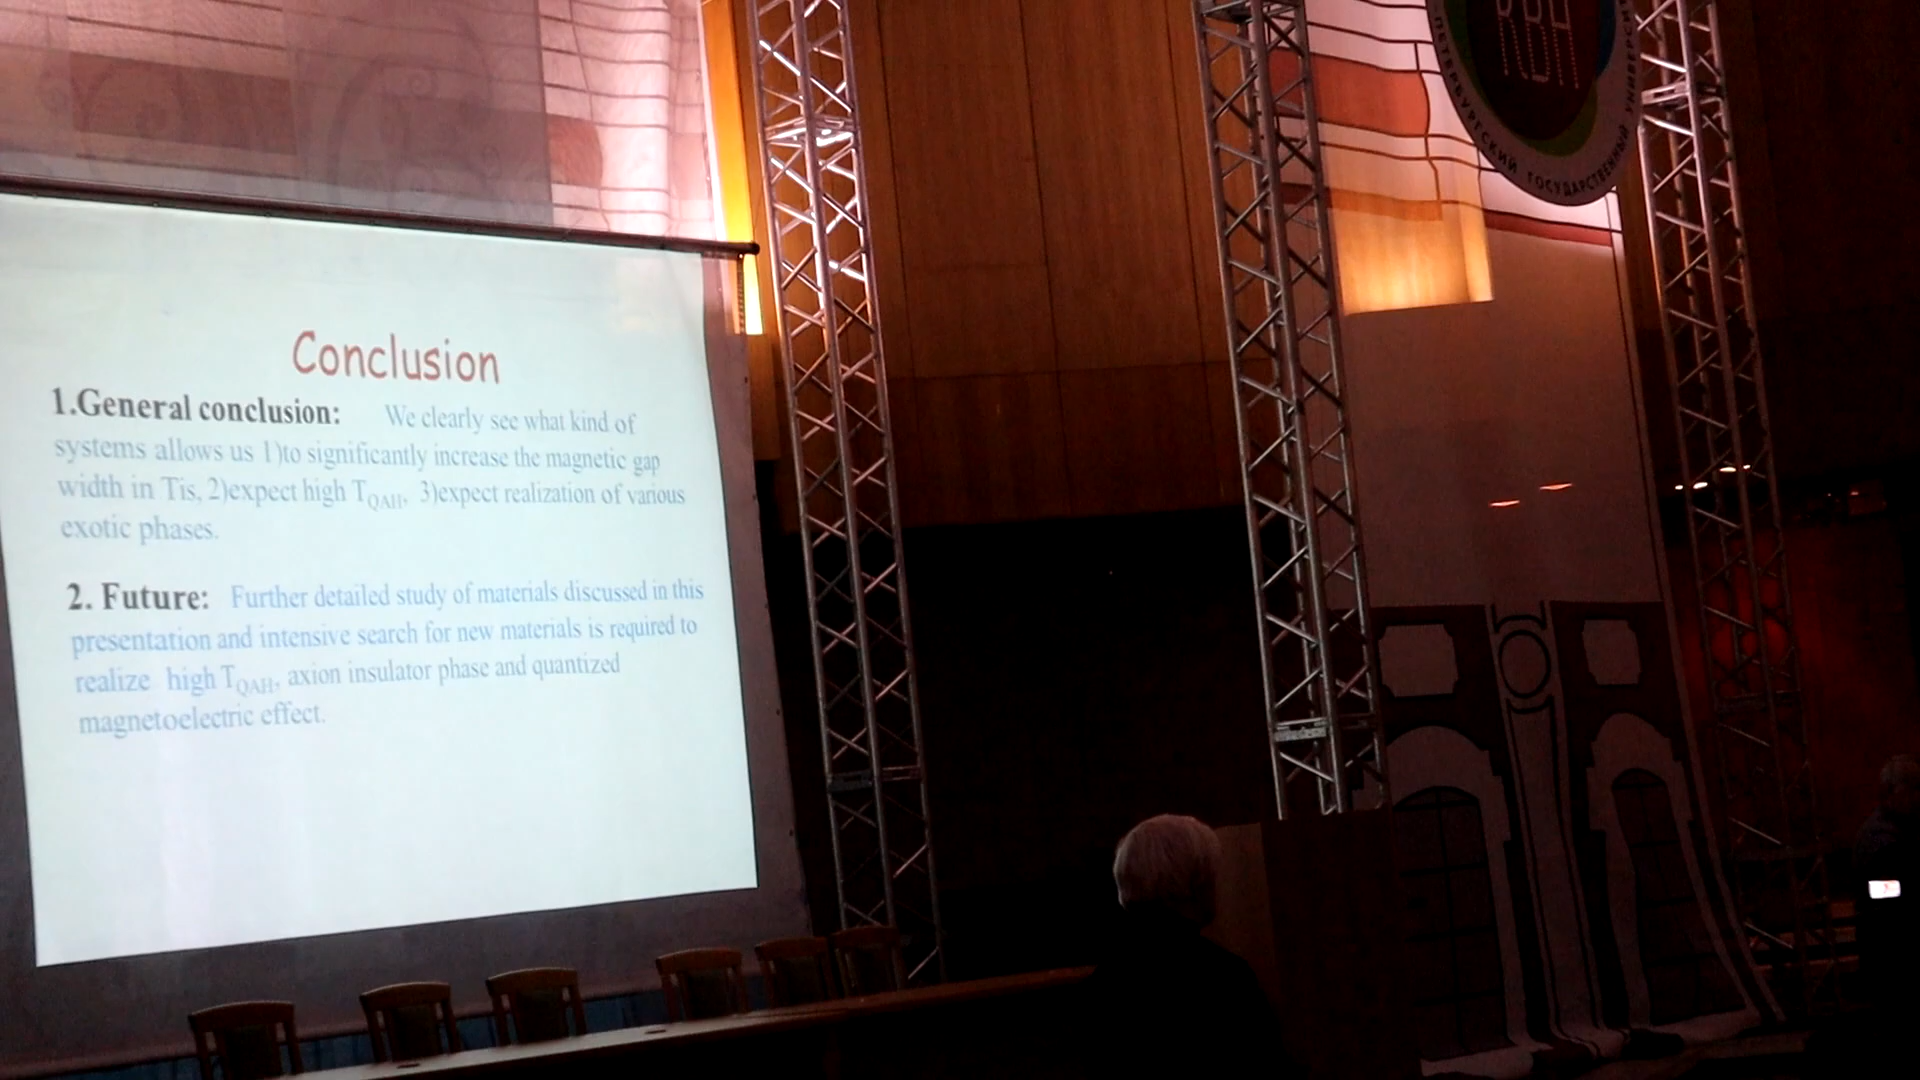 КВН
ПЕТЕРБУРГСКИЙ ГОСУДАРСТВЕННЫЙ
Conclusion
1.General conclusion: We clearly see what kind of
systems allows us 1)to significantly increase the magnetic gap
width in Tis, 2)expect high TQAH, 3)expect realization of various
exotic phases.
2. Future: Further detailed study of materials discussed in this
presentation and intensive search for new materials is required to
realize high TQAH, axion insulator phase and quantized
magnetoelectric effect.